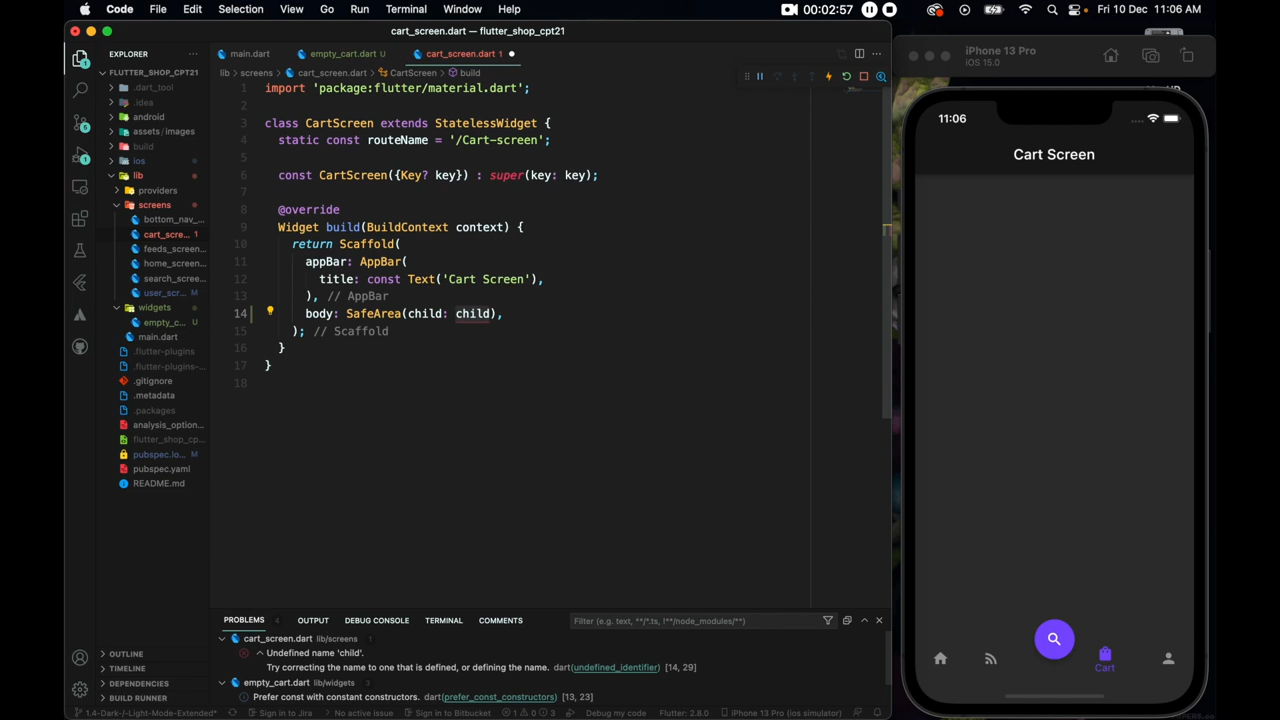 Code File Edit Selection View Go Run Terminal Window Help
00:02:57
Fri 10 Dec 11:06 AM
cart_screen.dart — flutter_shop_cpt21
EXPLORER
FLUTTER_SHOP_CPT21
.dart_tool
.idea
android
assets/images
build
ios
lib
providers
screens
bottom_nav_...
cart_scre... 1
feeds_screen...
home_screen...
search_scree...
user_scr... M
widgets
empty_c... U
main.dart
.flutter-plugins
.flutter-plugins-...
.gitignore
.metadata
.packages
analysis_option...
flutter_shop_cp...
pubspec.lo... M
pubspec.yaml
README.md
OUTLINE
TIMELINE
DEPENDENCIES
BUILD RUNNER
main.dart
empty_cart.dart U
cart_screen.dart 1
lib > screens > cart_screen.dart > CartScreen > build
1 import 'package:flutter/material.dart';
2
3 class CartScreen extends StatelessWidget {
4 static const routeName = '/Cart-screen';
5
6 const CartScreen({Key? key}) : super(key: key);
7
8 @override
9 Widget build(BuildContext context) {
10 return Scaffold(
11 appBar: AppBar(
12 title: const Text('Cart Screen'),
13 ), // AppBar
14 body: SafeArea(child: child),
15 ); // Scaffold
16 }
17 }
18
PROBLEMS 4 OUTPUT DEBUG CONSOLE TERMINAL COMMENTS
Filter (e.g. text, **/*.ts, !**/node_modules/**)
cart_screen.dart lib/screens 1
Undefined name 'child'.
Try correcting the name to one that is defined, or defining the name. dart(undefined_identifier) [14, 29]
empty_cart.dart lib/widgets 3
Prefer const with constant constructors. dart(prefer_const_constructors) [13, 23]
1.4-Dark-/-Light-Mode-Extended* Sign in to Jira No active issue Sign in to Bitbucket 1 0 3 Debug my code Flutter: 2.8.0 iPhone 13 Pro (ios simulator)
iPhone 13 Pro
iOS 15.0
11:06
Cart Screen
Cart